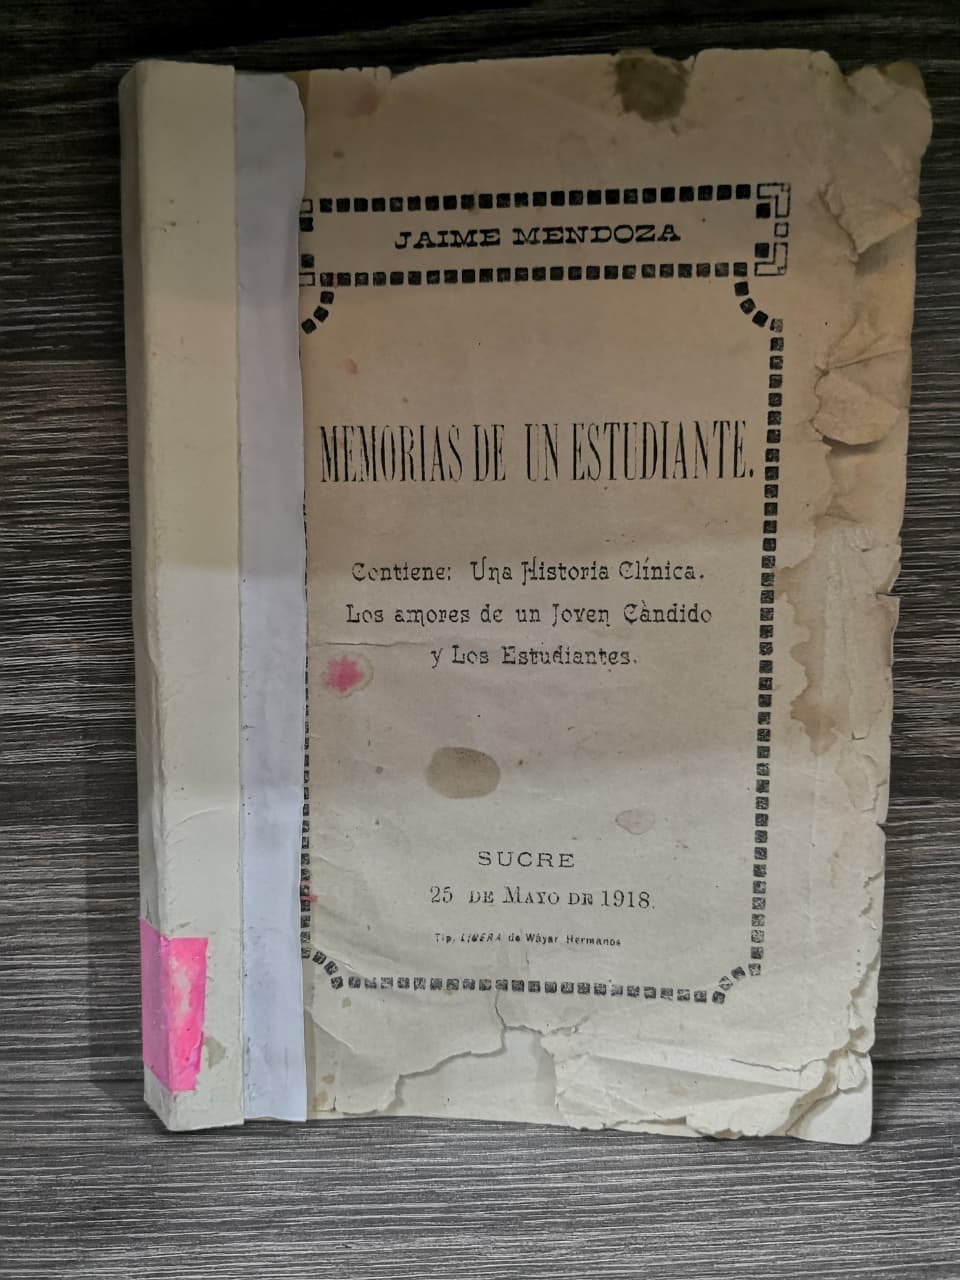 JAIME MENDOZA
MEMORIAS DE UN ESTUDIANTE.
Contiene: Una Historia Clínica.
Los amores de un Joven Càndido
y Los Estudiantes.
SUCRE
25 DE MAYO DE 1918.
Tip. LIBERA de Wáyar Hermanos